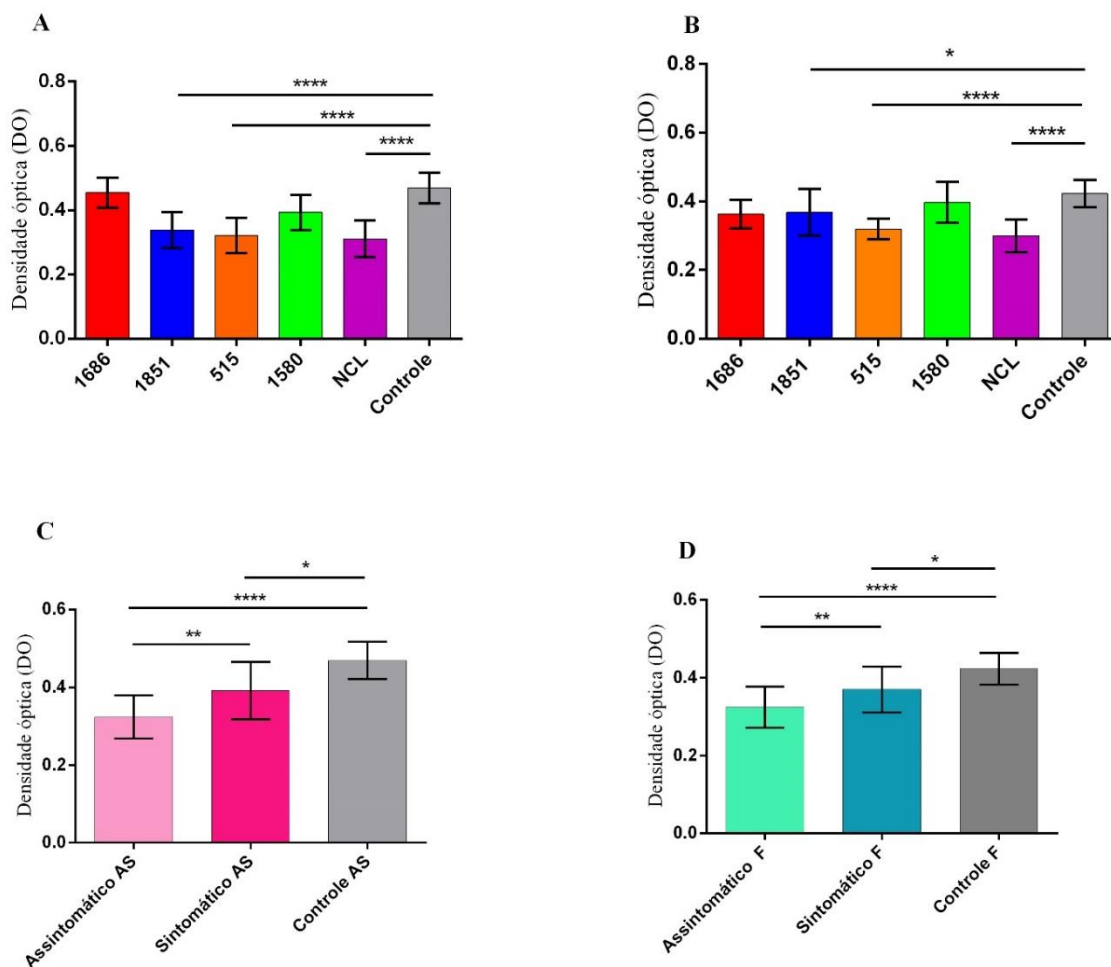 A
Densidade óptica (DO)
0.8
0.6
0.4
0.2
0.0
****
****
****
1686
1851
515
1580
NCL
Controle
B
Densidade óptica (DO)
0.8
0.6
0.4
0.2
0.0
*
****
****
1686
1851
515
1580
NCL
Controle
C
Densidade óptica (DO)
0.6
0.4
0.2
0.0
*
****
**
Assintomático AS
Sintomático AS
Controle AS
D
Densidade óptica (DO)
0.6
0.4
0.2
0.0
*
****
**
Assintomático F
Sintomático F
Controle F